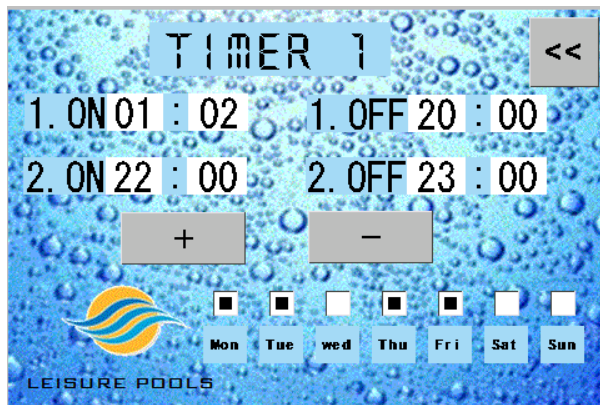 TIMER 1 <<
1. ON 01 : 02 1. OFF 20 : 00
2. ON 22 : 00 2. OFF 23 : 00
+ -
Mon Tue wed Thu Fri Sat Sun
LEISURE POOLS